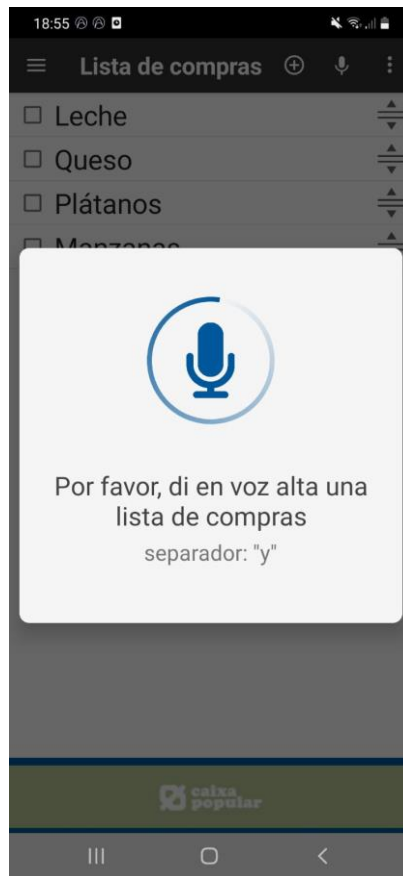 18:55
Lista de compras
Leche
Queso
Plátanos
Manzanas
Por favor, di en voz alta una
lista de compras
separador: "y"
caixa
popular